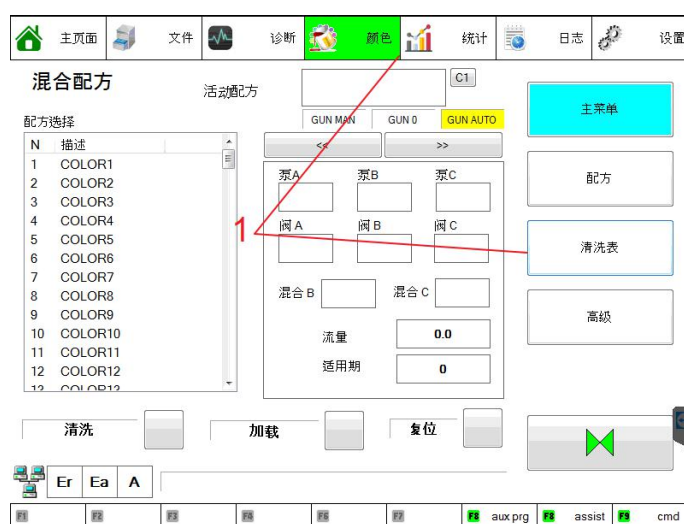 主页面 文件 诊断 颜色 统计 日志 设置
混合配方
活动配方
C1
GUN MAN GUN 0 GUN AUTO
主菜单
配方选择
N 描述
<< >>
1 COLOR1
2 COLOR2
3 COLOR3
4 COLOR4
5 COLOR5
6 COLOR6
7 COLOR7
8 COLOR8
9 COLOR9
10 COLOR10
11 COLOR11
12 COLOR12
13 COLOR13
泵A 泵B 泵C
阀 A 阀 B 阀 C
1
混合 B 混合 C
流量 0.0
适用期 0
配方
清洗表
高级
清洗 加载 复位
Er Ea A
F1 F2 F3 F4 F6 F7 F8 aux prg F8 assist F9 cmd